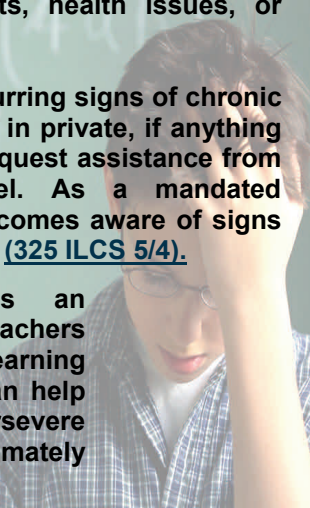 ts, health issues, or
urring signs of chronic
in private, if anything
quest assistance from
el. As a mandated
comes aware of signs
(325 ILCS 5/4).
s an
achers
earning
an help
severe
mately